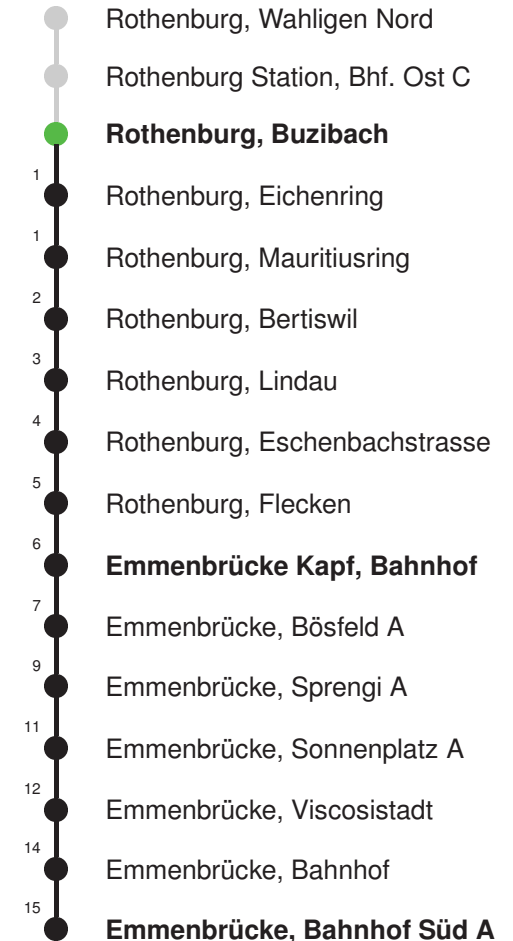 Rothenburg, Wahligen Nord
Rothenburg Station, Bhf. Ost C
Rothenburg, Buzibach
1 Rothenburg, Eichenring
1 Rothenburg, Mauritiusring
2 Rothenburg, Bertiswil
3 Rothenburg, Lindau
4 Rothenburg, Eschenbachstrasse
5 Rothenburg, Flecken
6 Emmenbrücke Kapf, Bahnhof
7 Emmenbrücke, Bösfeld A
9 Emmenbrücke, Sprengi A
11 Emmenbrücke, Sonnenplatz A
12 Emmenbrücke, Viscosistadt
14 Emmenbrücke, Bahnhof
15 Emmenbrücke, Bahnhof Süd A